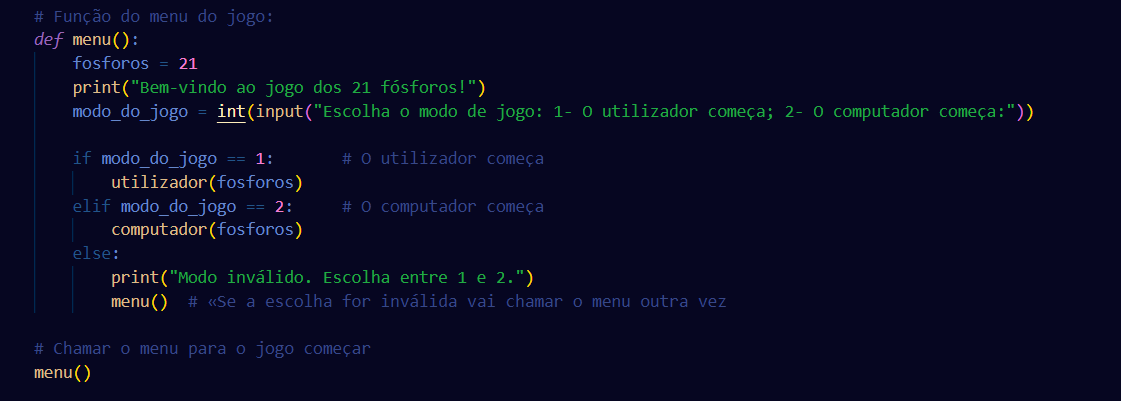 # Função do menu do jogo:
def menu():
    fosforos = 21
    print("Bem-vindo ao jogo dos 21 fósforos!")
    modo_do_jogo = int(input("Escolha o modo de jogo: 1- O utilizador começa; 2- O computador começa:"))
    if modo_do_jogo == 1:       # O utilizador começa
        utilizador(fosforos)
    elif modo_do_jogo == 2:     # O computador começa
        computador(fosforos)
    else:
        print("Modo inválido. Escolha entre 1 e 2.")
        menu()  # «Se a escolha for inválida vai chamar o menu outra vez
# Chamar o menu para o jogo começar
menu()